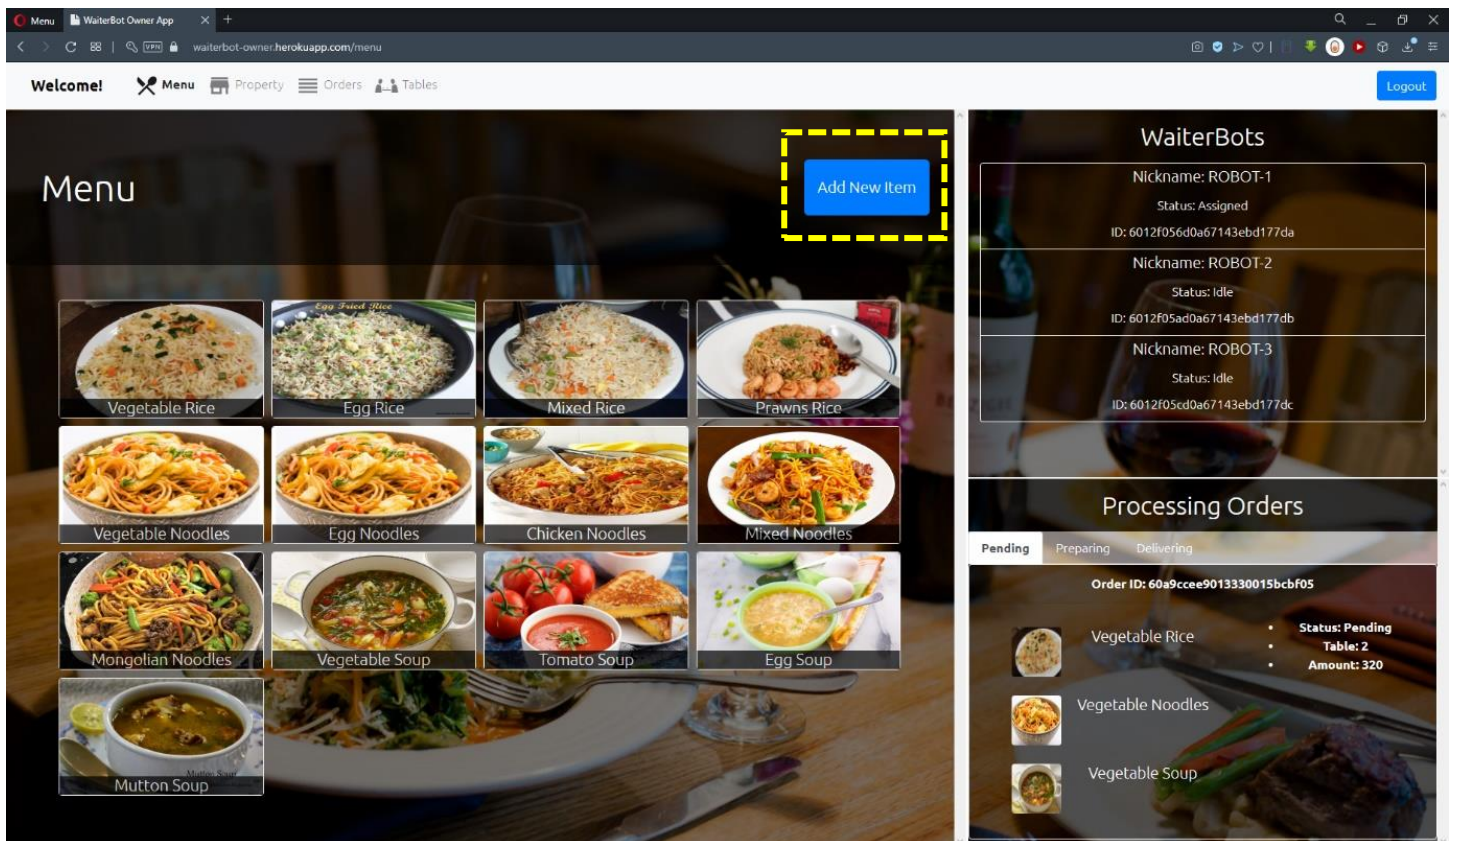 Menu
WaiterBot Owner App
VPN
waiterbot-owner.herokuapp.com/menu
Welcome!
Menu
Property
Orders
Tables
Logout
Menu
Add New Item
Egg Fried Rice
Vegetable Rice
Egg Rice
Mixed Rice
Prawns Rice
Vegetable Noodles
Egg Noodles
Chicken Noodles
Mixed Noodles
Mongolian Noodles
Vegetable Soup
Tomato Soup
Egg Soup
Mutton Soup
Mutton Soup
WaiterBots
Nickname: ROBOT-1
Status: Assigned
ID: 6012f056d0a67143ebd177da
Nickname: ROBOT-2
Status: Idle
ID: 6012f05ad0a67143ebd177db
Nickname: ROBOT-3
Status: Idle
ID: 6012f05cd0a67143ebd177dc
Processing Orders
Pending
Preparing
Delivering
Order ID: 60a9ccee9013330015bcbf05
Vegetable Rice
• Status: Pending
• Table: 2
• Amount: 320
Vegetable Noodles
Vegetable Soup